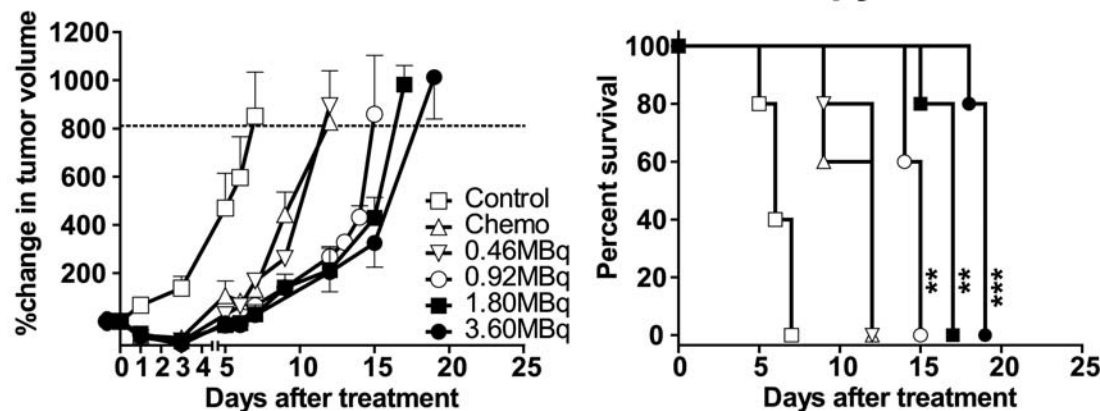 %change in tumor volume
1200
1000
800
600
400
200
0 1 2 3 4 5 10 15 20 25
Days after treatment
Control
Chemo
0.46MBq
0.92MBq
1.80MBq
3.60MBq
Percent survival
100
80
60
40
20
0
0 5 10 15 20 25
Days after treatment
**
**
***